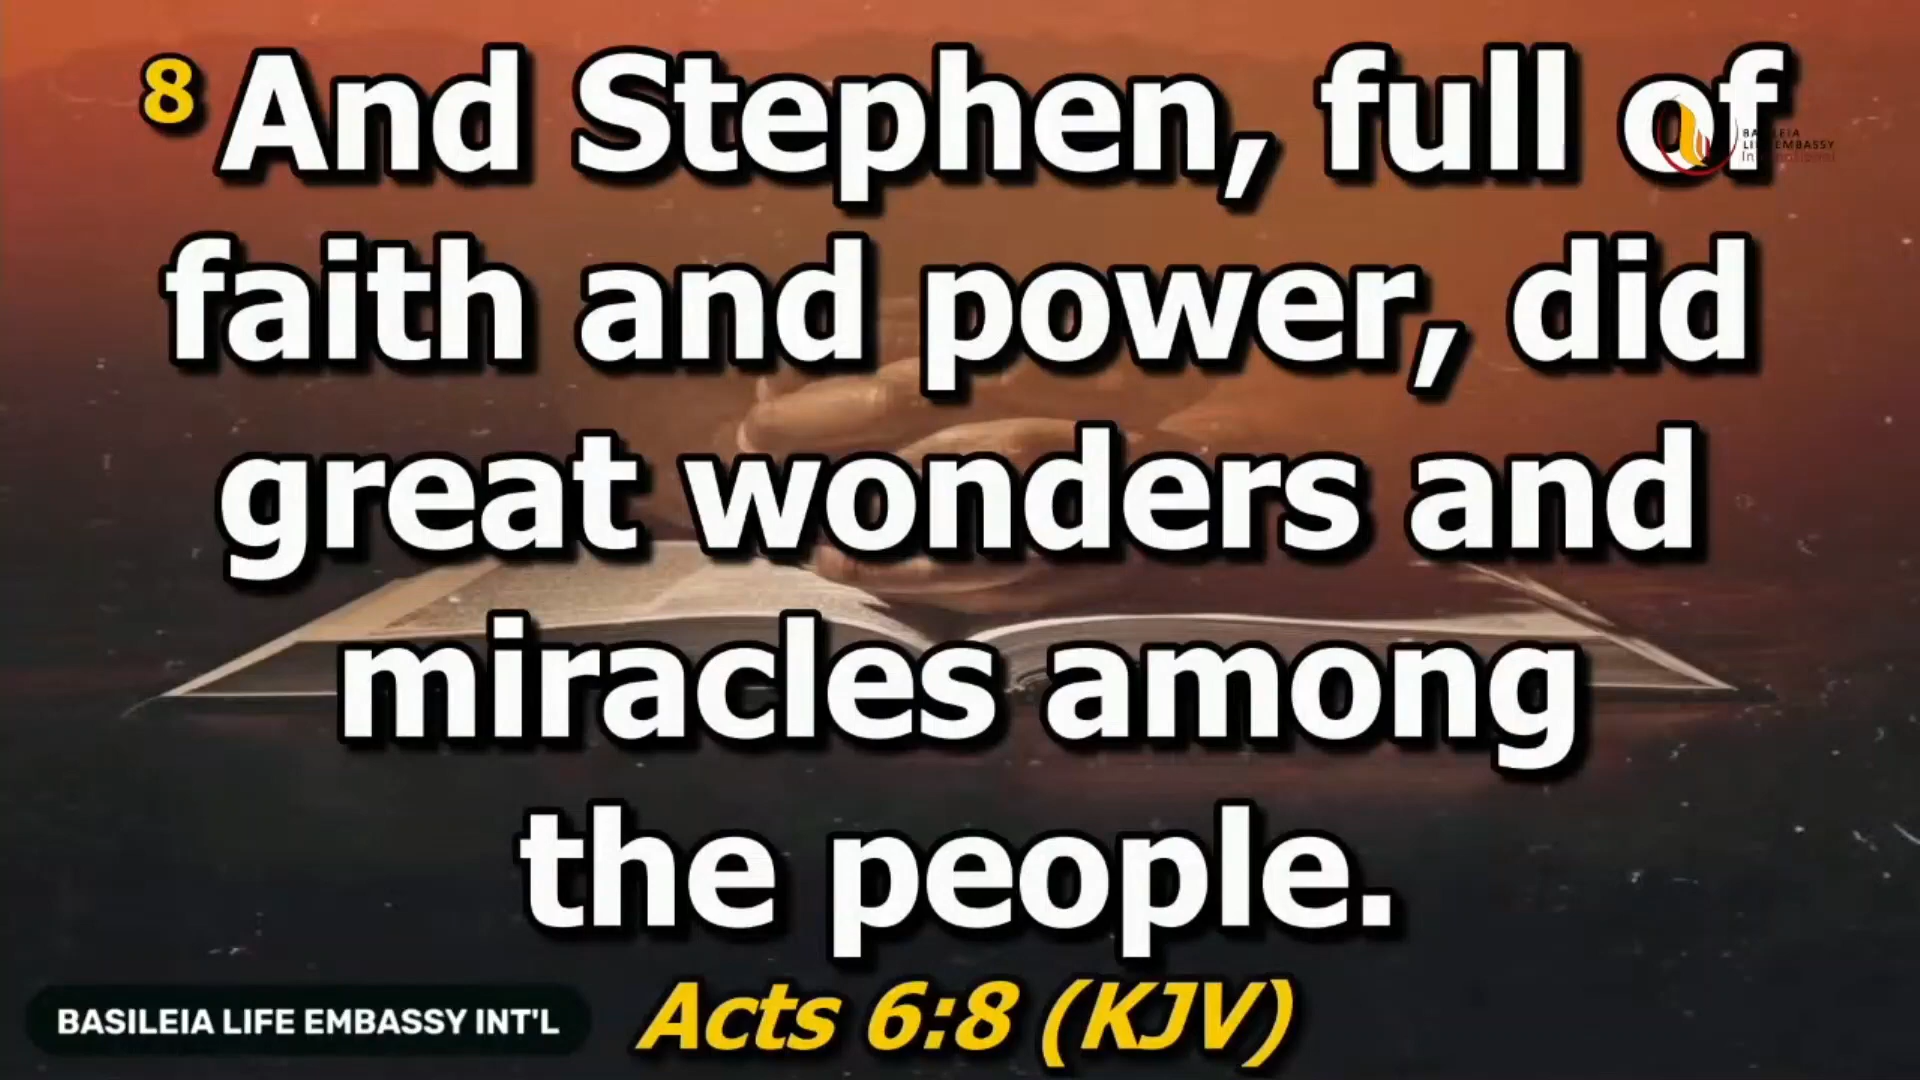 8 And Stephen, full of
faith and power, did
great wonders and
miracles among
the people.
Acts 6:8 (KJV)
BASILEIA LIFE EMBASSY INT'L
BASILEIA
LIFE EMBASSY
International